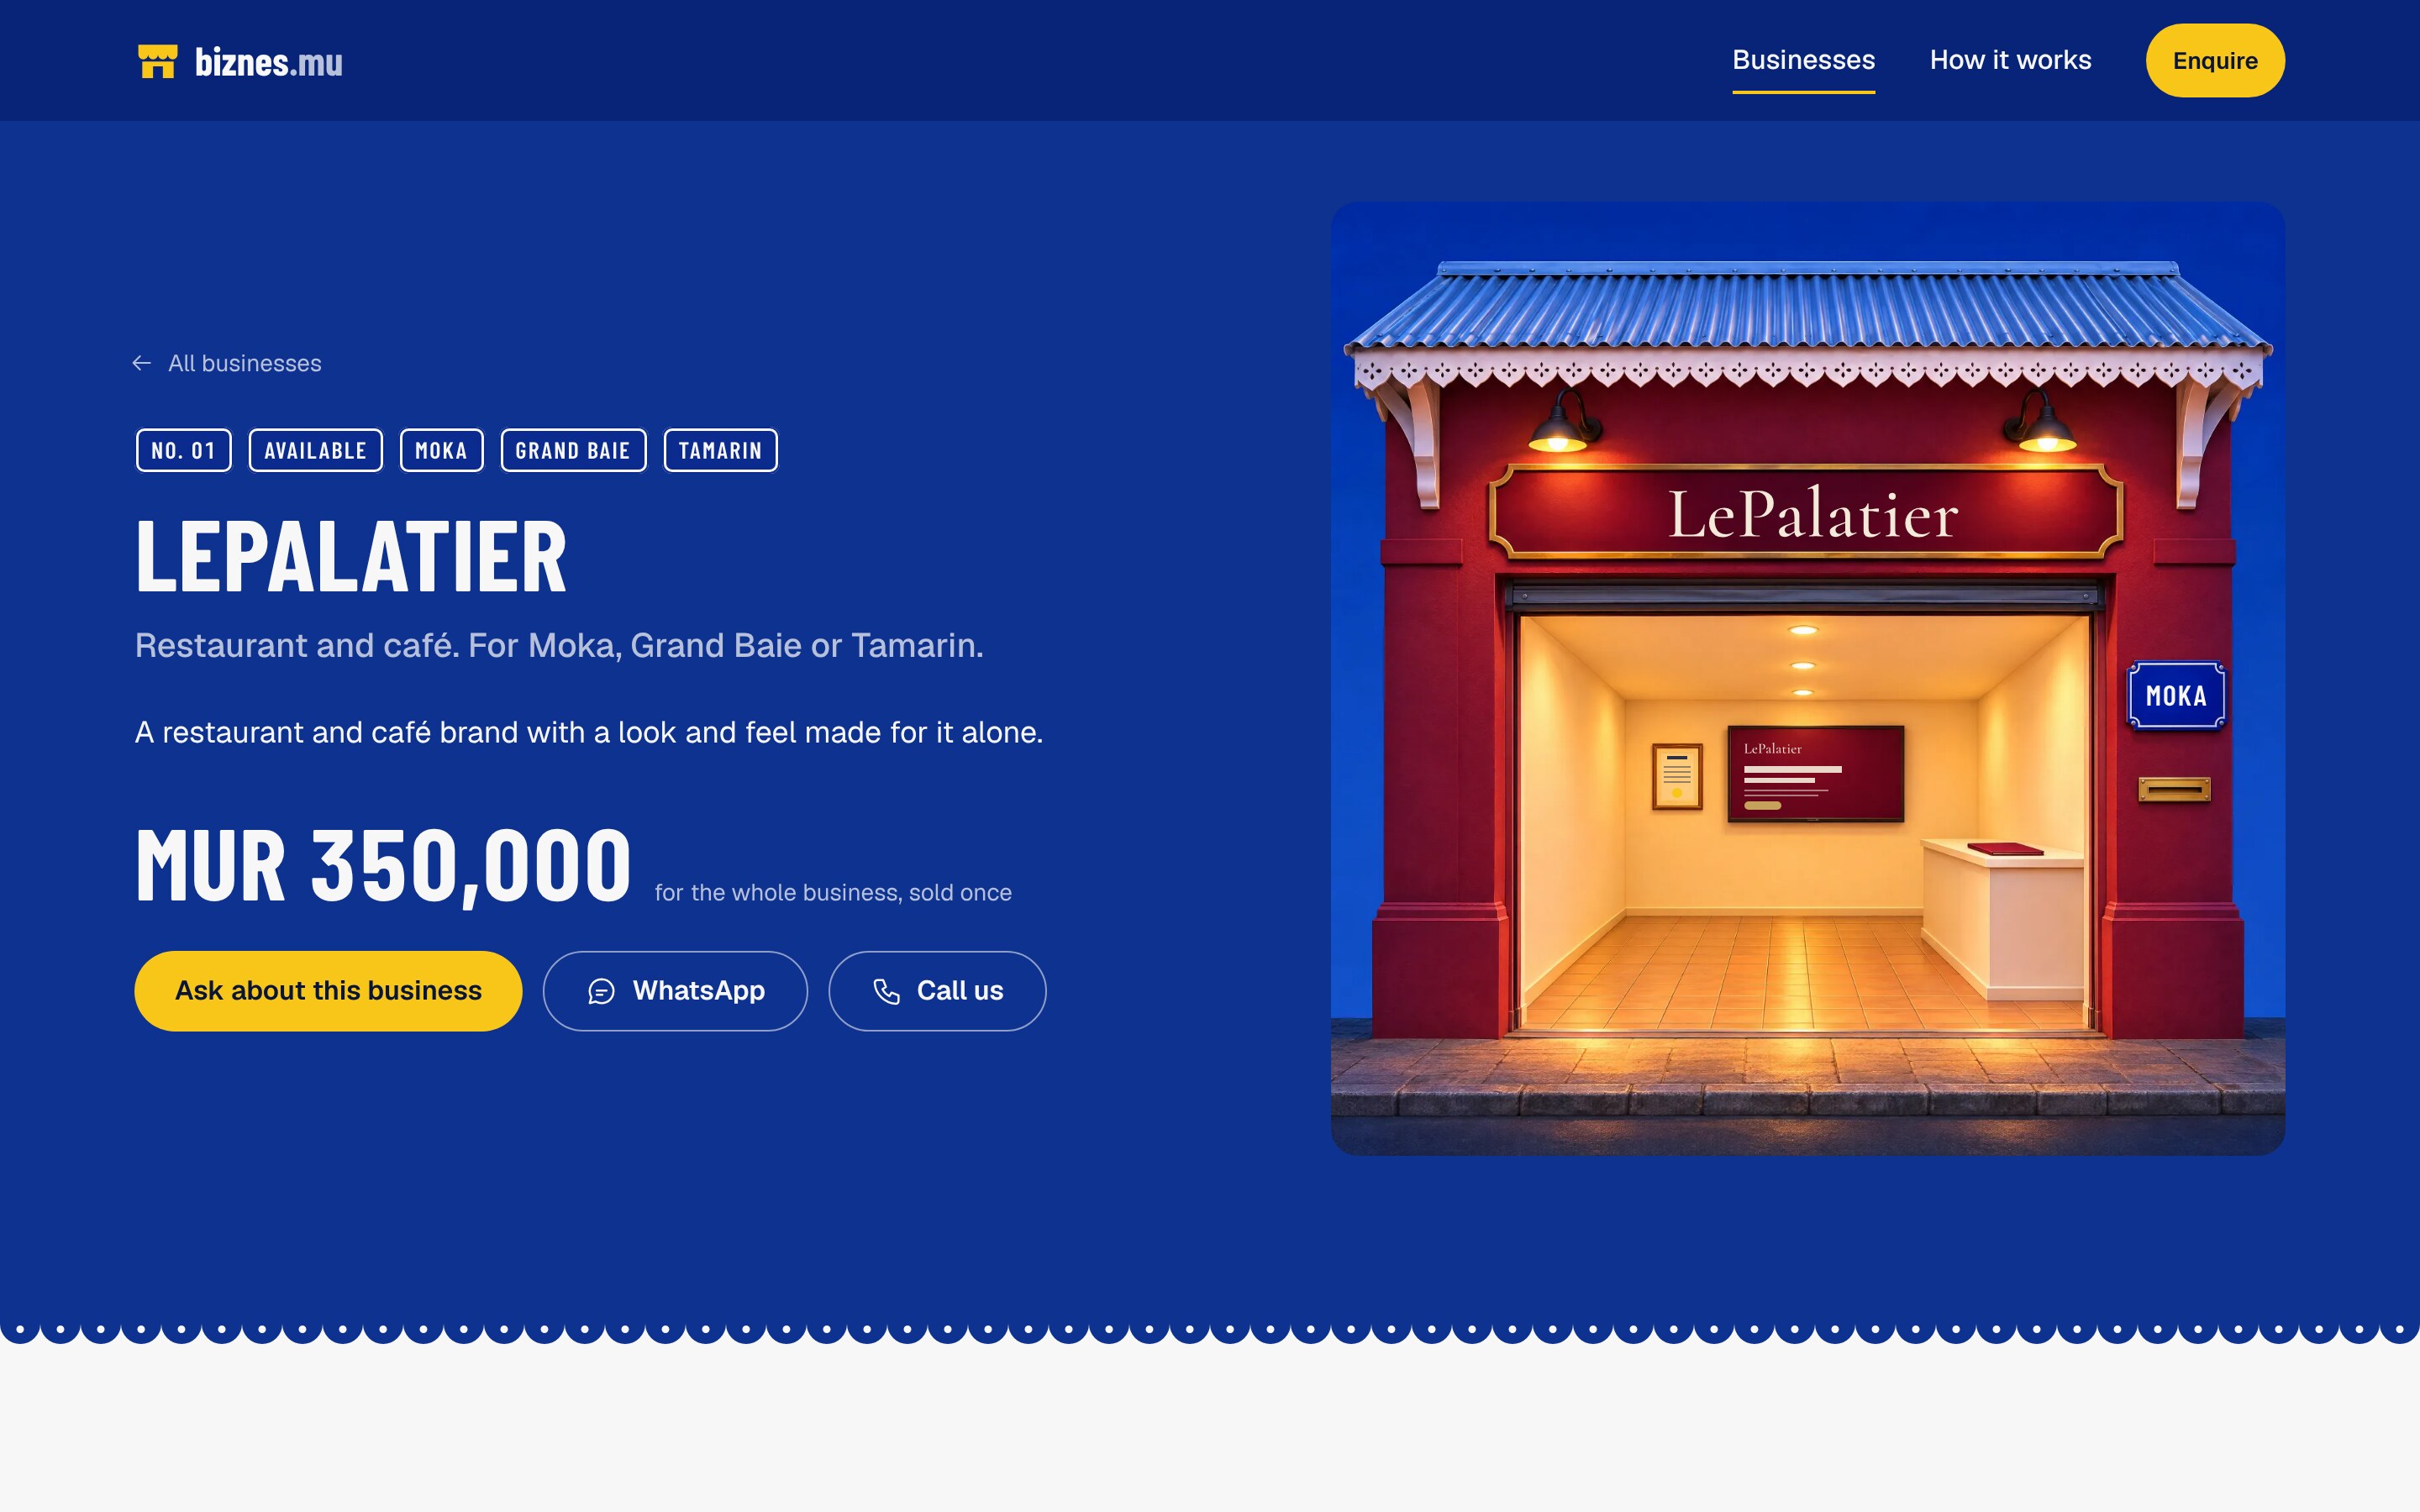 biznes.mu
Businesses
How it works
Enquire
All businesses
NO. 01
AVAILABLE
MOKA
GRAND BAIE
TAMARIN
LEPALATIER
Restaurant and café. For Moka, Grand Baie or Tamarin.
A restaurant and café brand with a look and feel made for it alone.
MUR 350,000
for the whole business, sold once
Ask about this business
WhatsApp
Call us
LePalatier
MOKA
LePalatier